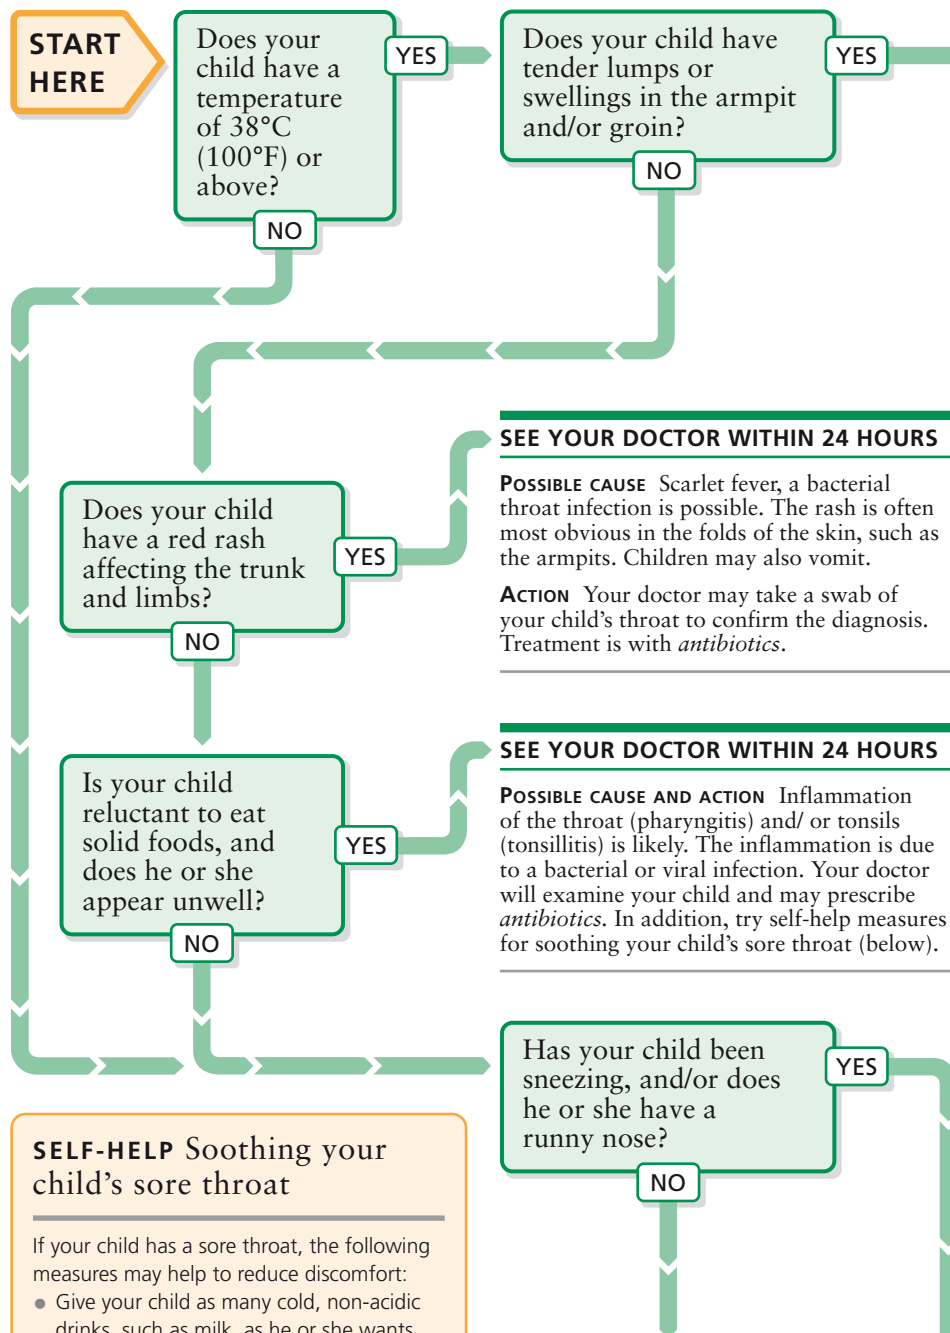 START
HERE
Does your
child have a
temperature
of 38°C
(100°F) or
above?
YES
NO
Does your child have
tender lumps or
swellings in the armpit
and/or groin?
YES
NO
Does your child
have a red rash
affecting the trunk
and limbs?
YES
NO
SEE YOUR DOCTOR WITHIN 24 HOURS
POSSIBLE CAUSE Scarlet fever, a bacterial
throat infection is possible. The rash is often
most obvious in the folds of the skin, such as
the armpits. Children may also vomit.
ACTION Your doctor may take a swab of
your child's throat to confirm the diagnosis.
Treatment is with antibiotics.
Is your child
reluctant to eat
solid foods, and
does he or she
appear unwell?
YES
NO
SEE YOUR DOCTOR WITHIN 24 HOURS
POSSIBLE CAUSE AND ACTION Inflammation
of the throat (pharyngitis) and/ or tonsils
(tonsillitis) is likely. The inflammation is due
to a bacterial or viral infection. Your doctor
will examine your child and may prescribe
antibiotics. In addition, try self-help measures
for soothing your child's sore throat (below).
Has your child been
sneezing, and/or does
he or she have a
runny nose?
YES
NO
SELF-HELP Soothing your
child's sore throat
If your child has a sore throat, the following
measures may help to reduce discomfort:
● Give your child as many cold, non-acidic
drinks, such as milk, as he or she wants